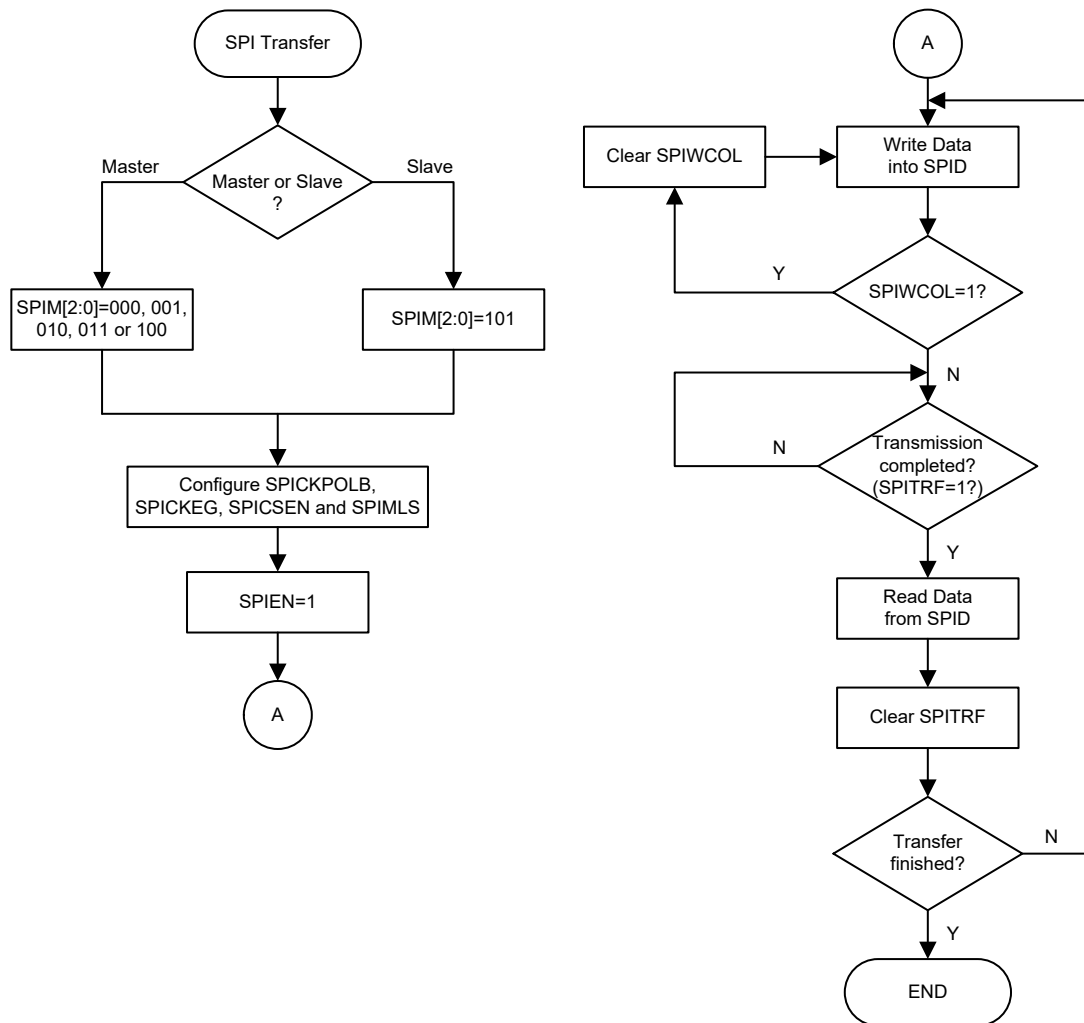 SPI Transfer
Master
Slave
Master or Slave
?
SPIM[2:0]=000, 001,
010, 011 or 100
SPIM[2:0]=101
Configure SPICKPOLB,
SPICKEG, SPICSEN and SPIMLS
SPIEN=1
A
A
Clear SPIWCOL
Write Data
into SPID
Y
SPIWCOL=1?
N
N
Transmission
completed?
(SPITRF=1?)
Y
Read Data
from SPID
Clear SPITRF
Transfer
finished?
N
Y
END